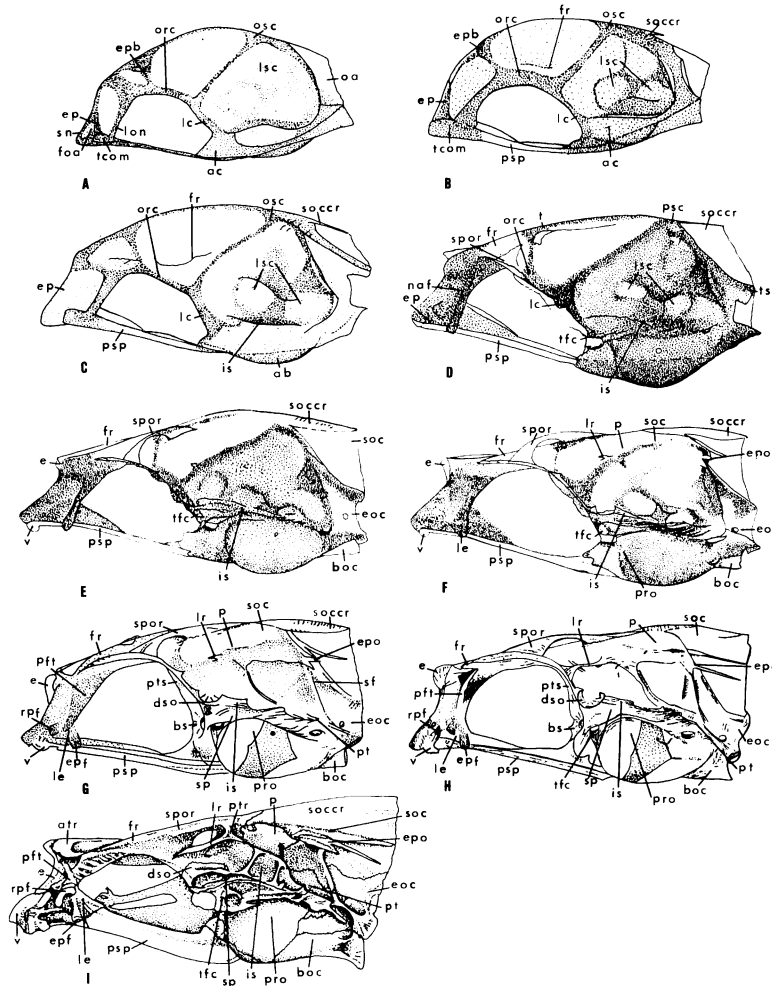 orc osc
epb
lsc
oa
ep
sn
lon
lc
foa
tcom
ac
A
orc fr osc soccr
epb
lsc
ep
lc
tcom
psp
ac
B
orc fr osc soccr
lsc
ep
lc
psp
is
ab
C
psc
soccr
orc t
spor fr
lsc
naf
ts
ep
lc
tfc
psp
is
D
soccr
spor
fr
soc
e
tfc
eoc
v
psp
is
boc
E
soccr
lr p soc
spor
fr
epo
e
tfc
eo
v
le
psp
is
boc
pro
F
soc
soccr
spor lr p
fr
epo
pft
e
pts
sf
dso
rpf
bs
eoc
v
pt
le epf
psp
sp is pro
boc
G
soc
lr p
spor
fr
e
ep
pft
pts
dso
rpf
bs
eoc
v
tfc sp
pt
le epf
is
boc
psp
pro
H
soccr
ptr p
spor lr
soc
atr fr
epo
pft
dso
e
eoc
rpf
pt
v
epf
le
psp
boc
tfc sp is pro
I